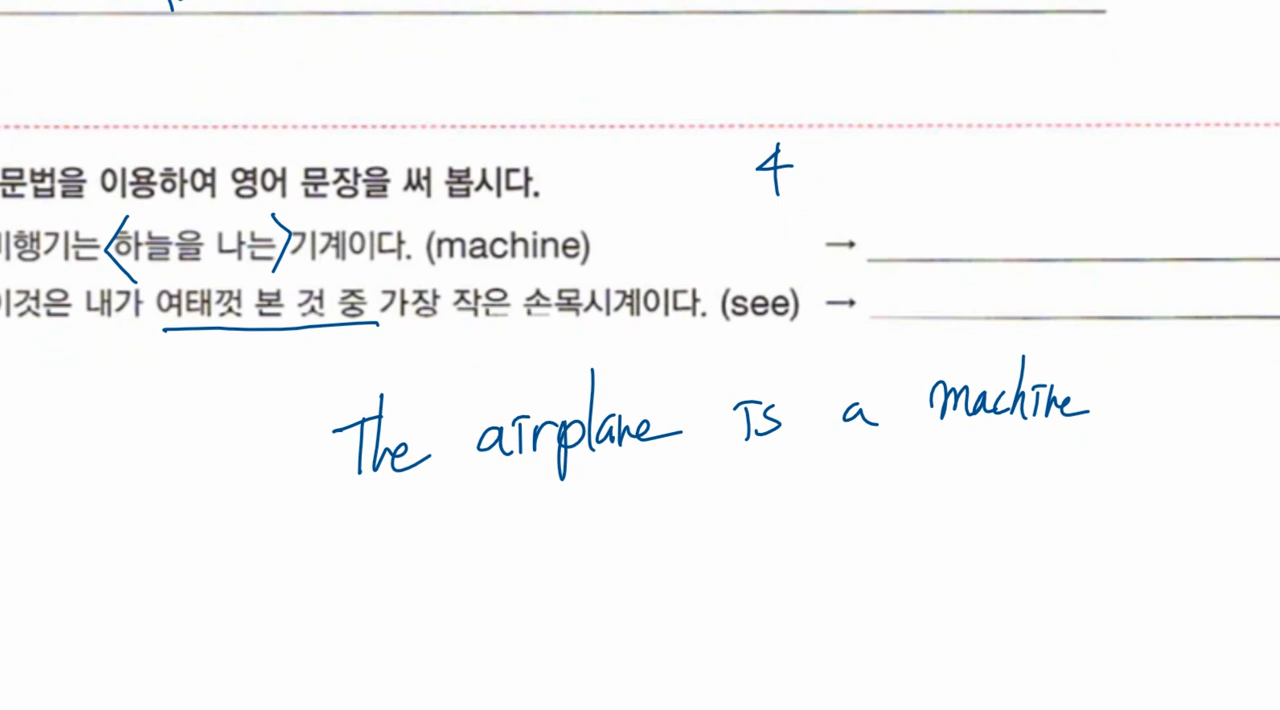 4
문법을 이용하여 영어 문장을 써 봅시다.
비행기는 <하늘을 나는> 기계이다. (machine) →
이것은 내가 여태껏 본 것 중 가장 작은 손목시계이다. (see) →
The airplane is a machine